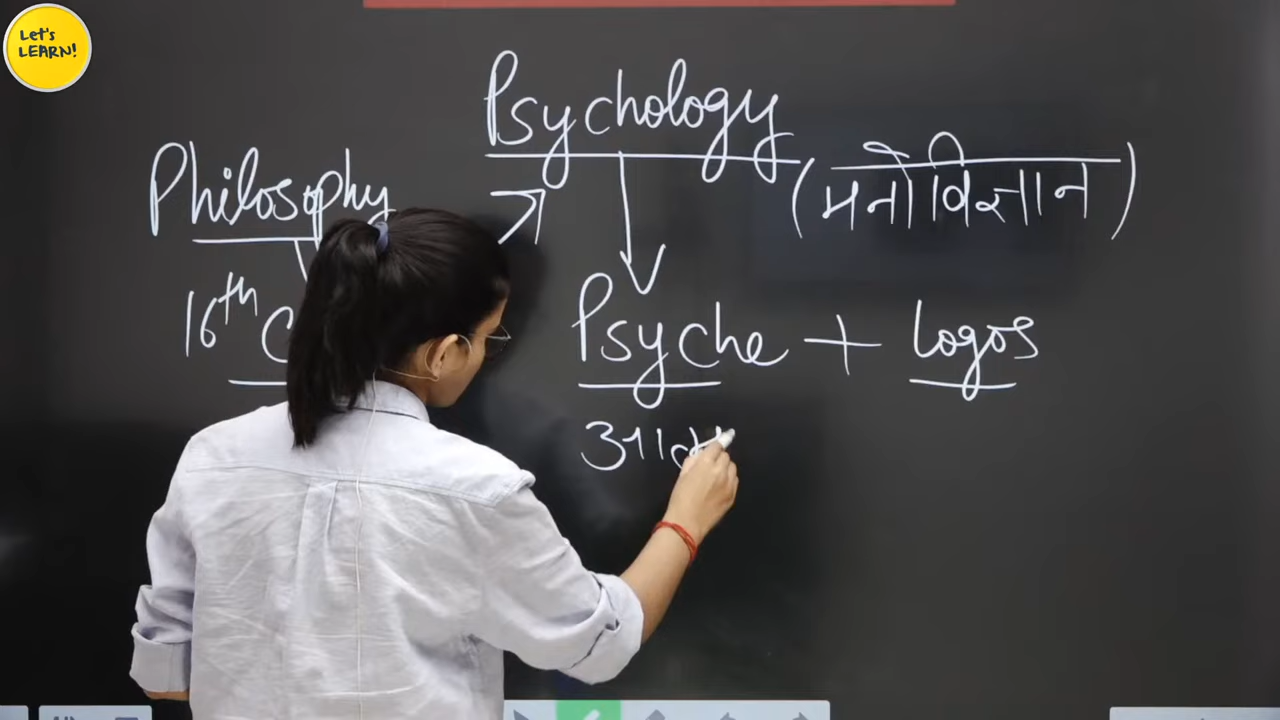 Let's
LEARN!
Psychology
Philosophy
(मनोविज्ञान)
16th
Psyche + Logos